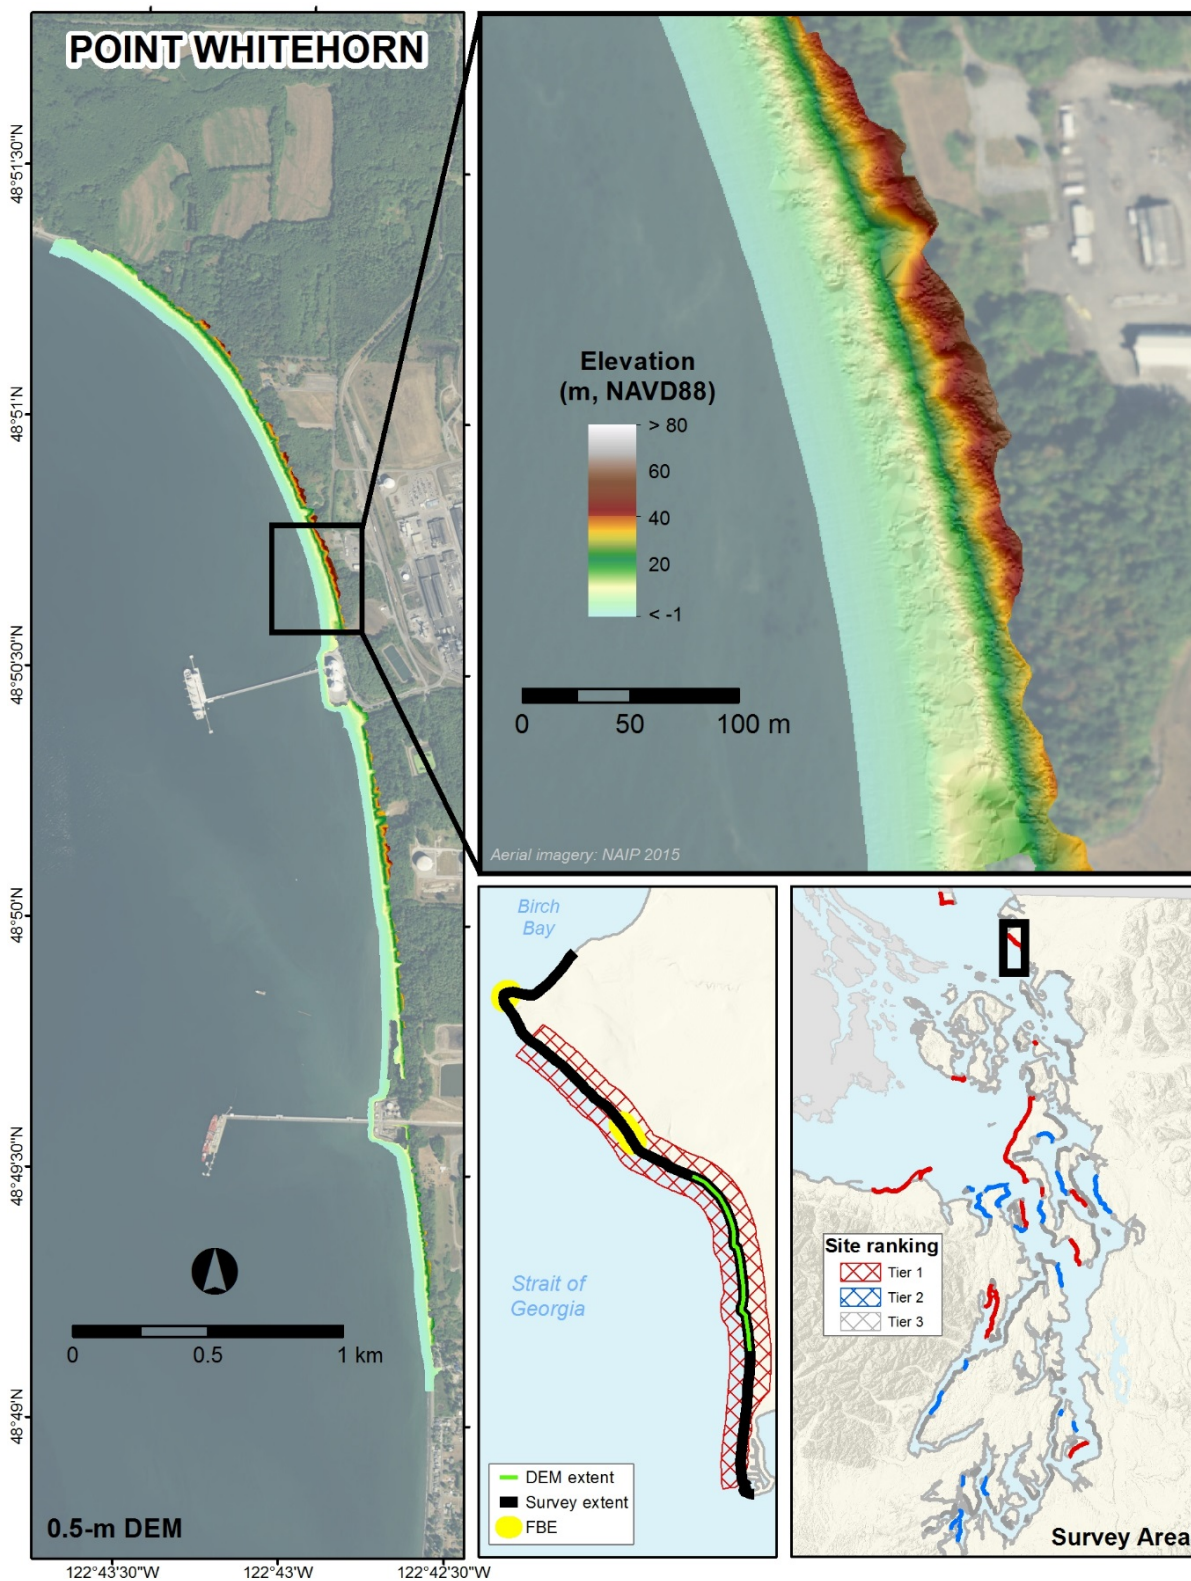 POINT WHITEHORN
48°51'30"N
48°51'N
48°50'30"N
48°50'N
48°49'30"N
48°49'N
0 0.5 1 km
0.5-m DEM
122°43'30"W 122°43'W 122°42'30"W
Elevation
(m, NAVD88)
> 80
60
40
20
< -1
0 50 100 m
Aerial imagery: NAIP 2015
Birch
Bay
Strait of
Georgia
DEM extent
Survey extent
FBE
Site ranking
Tier 1
Tier 2
Tier 3
Survey Area